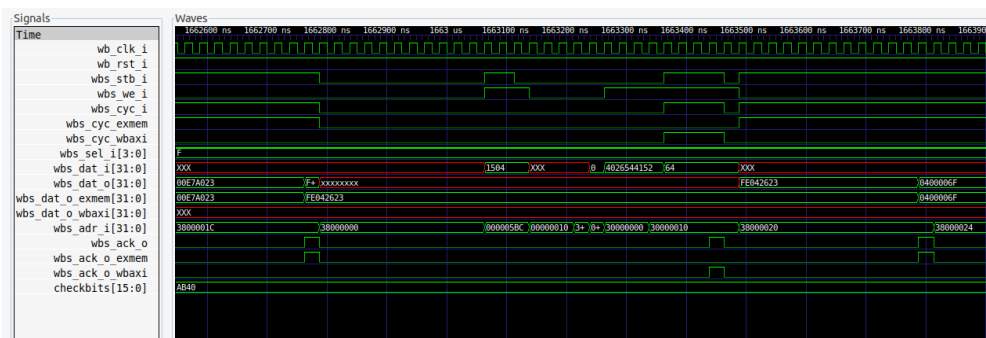 Signals
Waves
Time
1662600 ns 1662700 ns 1662800 ns 1662900 ns 1663 us 1663100 ns 1663200 ns 1663300 ns 1663400 ns 1663500 ns 1663600 ns 1663700 ns 1663800 ns 166390
wb_clk_i
wb_rst_i
wbs_stb_i
wbs_we_i
wbs_cyc_i
wbs_cyc_exmem
wbs_cyc_wbaxi
wbs_sel_i[3:0] F
wbs_dat_i[31:0] XXX 1504 XXX 0 4026544152 64 XXX
wbs_dat_o[31:0] 00E7A023 F+ xxxxxxxx FE042623 0400006F
wbs_dat_o_exmem[31:0] 00E7A023 FE042623 0400006F
wbs_dat_o_wbaxi[31:0] XXX
wbs_adr_i[31:0] 3800001C 38000000 000005BC 00000010 3+ 0+ 30000000 30000010 38000020 38000024
wbs_ack_o
wbs_ack_o_exmem
wbs_ack_o_wbaxi
checkbits[15:0] AB40